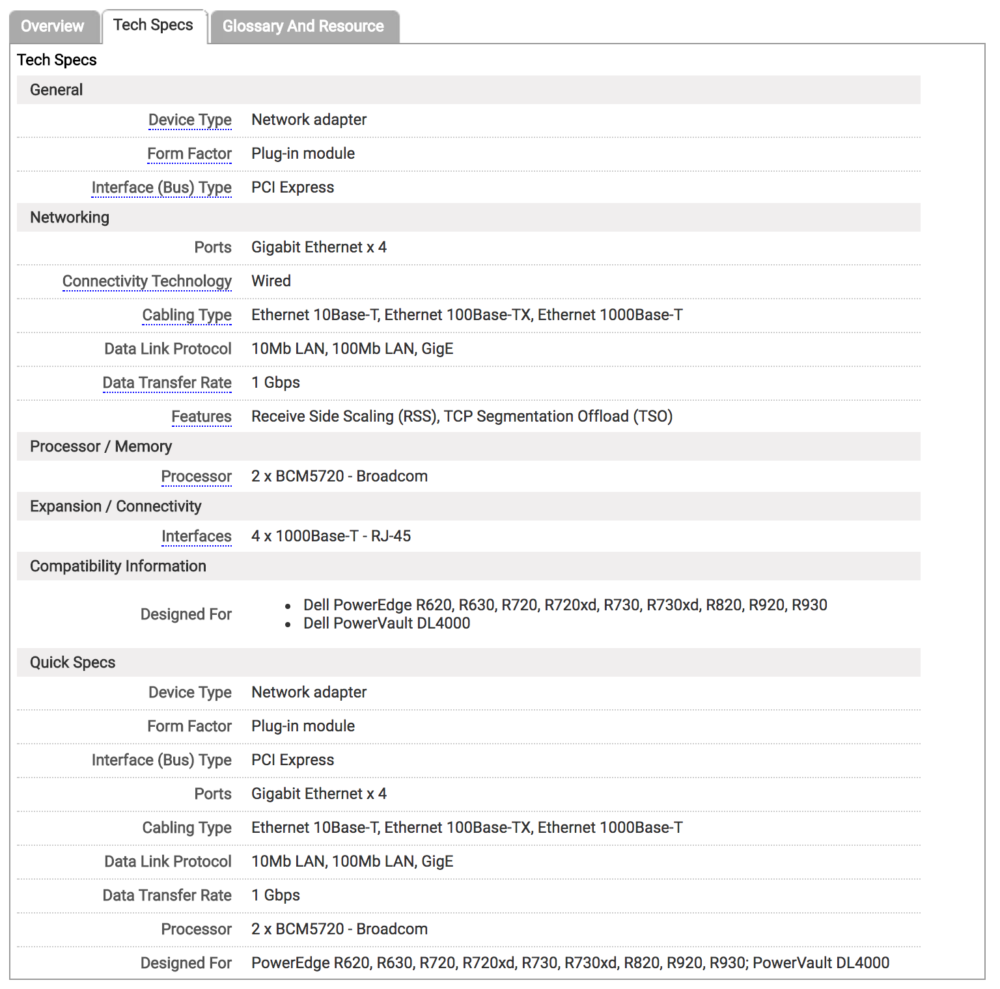 Overview Tech Specs Glossary And Resource
Tech Specs
General
Device Type Network adapter
Form Factor Plug-in module
Interface (Bus) Type PCI Express
Networking
Ports Gigabit Ethernet x 4
Connectivity Technology Wired
Cabling Type Ethernet 10Base-T, Ethernet 100Base-TX, Ethernet 1000Base-T
Data Link Protocol 10Mb LAN, 100Mb LAN, GigE
Data Transfer Rate 1 Gbps
Features Receive Side Scaling (RSS), TCP Segmentation Offload (TSO)
Processor / Memory
Processor 2 x BCM5720 - Broadcom
Expansion / Connectivity
Interfaces 4 x 1000Base-T - RJ-45
Compatibility Information
Designed For
• Dell PowerEdge R620, R630, R720, R720xd, R730, R730xd, R820, R920, R930
• Dell PowerVault DL4000
Quick Specs
Device Type Network adapter
Form Factor Plug-in module
Interface (Bus) Type PCI Express
Ports Gigabit Ethernet x 4
Cabling Type Ethernet 10Base-T, Ethernet 100Base-TX, Ethernet 1000Base-T
Data Link Protocol 10Mb LAN, 100Mb LAN, GigE
Data Transfer Rate 1 Gbps
Processor 2 x BCM5720 - Broadcom
Designed For PowerEdge R620, R630, R720, R720xd, R730, R730xd, R820, R920, R930; PowerVault DL4000